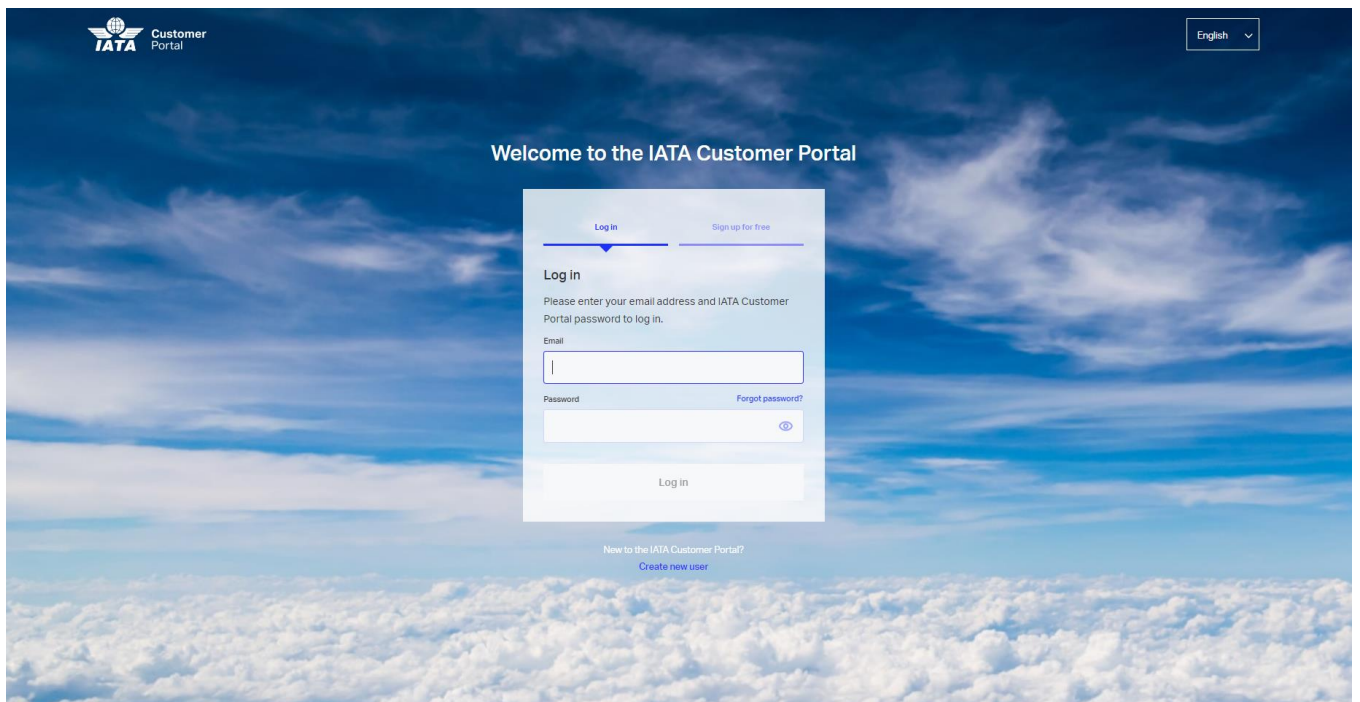 IATA
Customer
Portal
English
Welcome to the IATA Customer Portal
Log in
Sign up for free
Log in
Please enter your email address and IATA Customer
Portal password to log in.
Email
Password
Forgot password?
Log in
New to the IATA Customer Portal?
Create new user